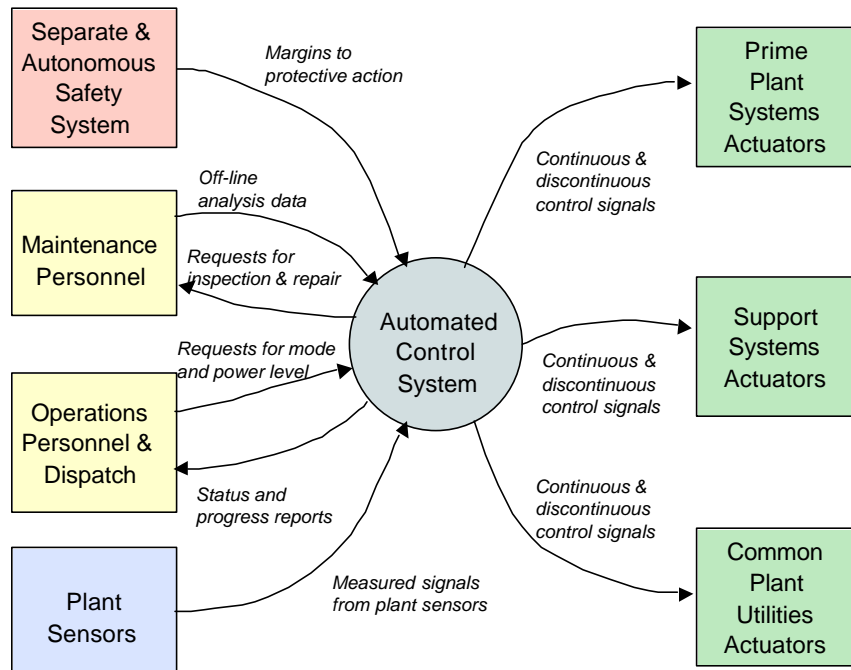 Separate &
Autonomous
Safety
System
Margins to
protective action
Prime
Plant
Systems
Actuators
Continuous &
discontinuous
control signals
Off-line
analysis data
Maintenance
Personnel
Requests for
inspection & repair
Automated
Control
System
Support
Systems
Actuators
Continuous &
discontinuous
control signals
Requests for mode
and power level
Operations
Personnel &
Dispatch
Status and
progress reports
Continuous &
discontinuous
control signals
Plant
Sensors
Measured signals
from plant sensors
Common
Plant
Utilities
Actuators